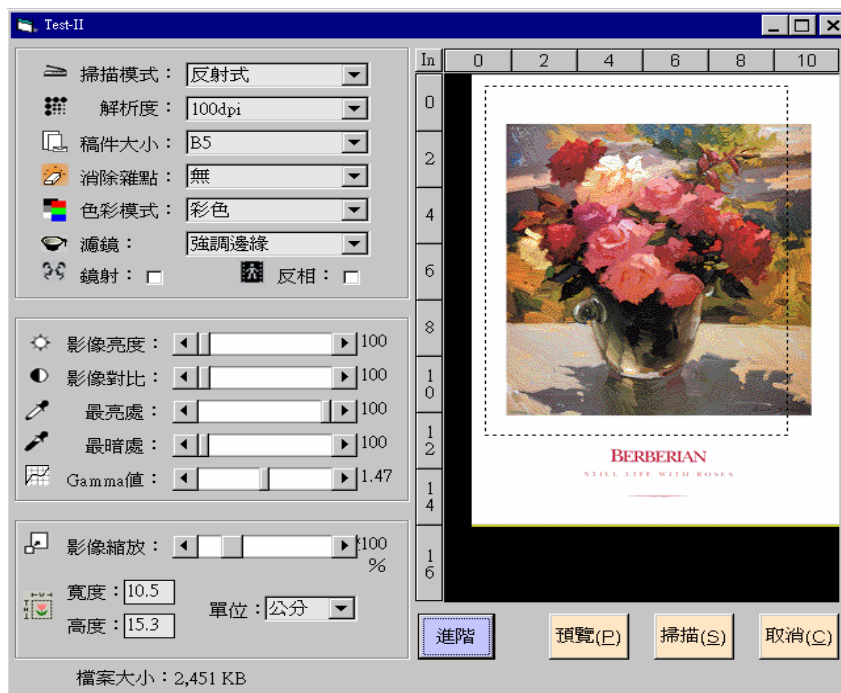 Test-II
掃描模式：反射式
解析度：100dpi
稿件大小：B5
消除雜點：無
色彩模式：彩色
濾鏡：強調邊緣
鏡射：
反相：
影像亮度：100
影像對比：100
最亮處：100
最暗處：100
Gamma值：1.47
影像縮放：100
%
寬度：10.5
高度：15.3
單位：公分
檔案大小：2,451 KB
In 0 2 4 6 8 10
0
2
4
6
8
10
12
14
16
BERBERIAN
STILL LIFE WITH ROSES
進階 預覽(P) 掃描(S) 取消(C)